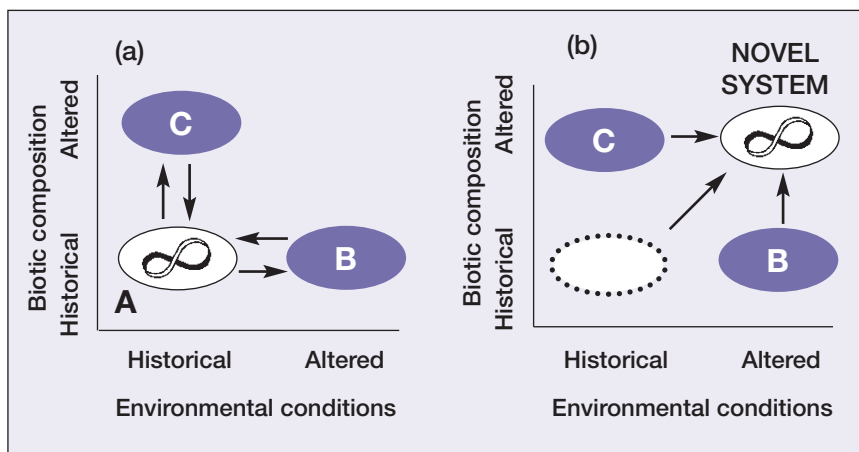 (a)
Biotic composition
Altered
Historical
C
A
B
Historical
Altered
Environmental conditions
(b)
NOVEL
SYSTEM
Biotic composition
Altered
Historical
C
B
Historical
Altered
Environmental conditions